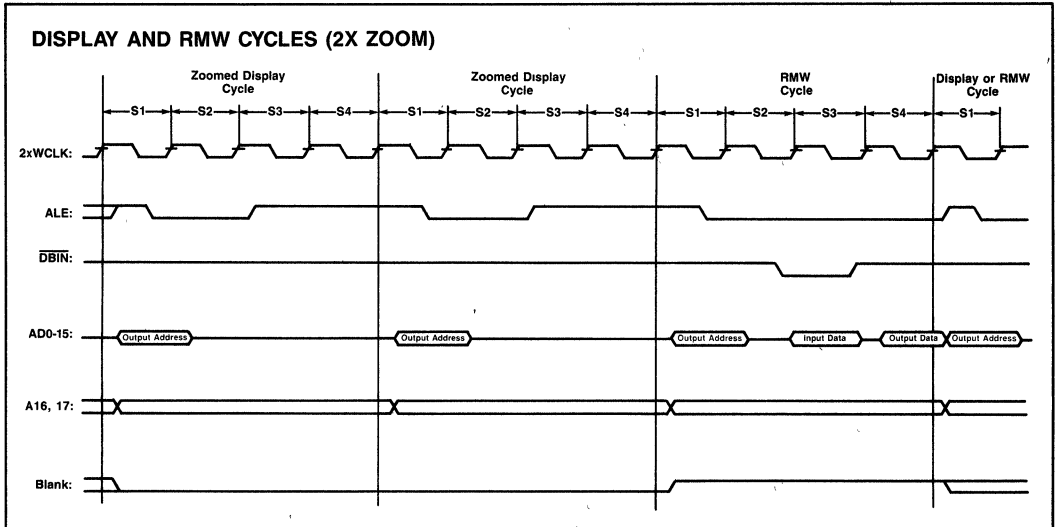 DISPLAY AND RMW CYCLES (2X ZOOM)
Zoomed Display Cycle
Zoomed Display Cycle
RMW Cycle
Display or RMW Cycle
S1 S2 S3 S4 S1 S2 S3 S4 S1 S2 S3 S4 S1
2xWCLK:
ALE:
DBIN:
AD0-15: Output Address Output Address Output Address Input Data Output Data Output Address
A16, 17:
Blank: